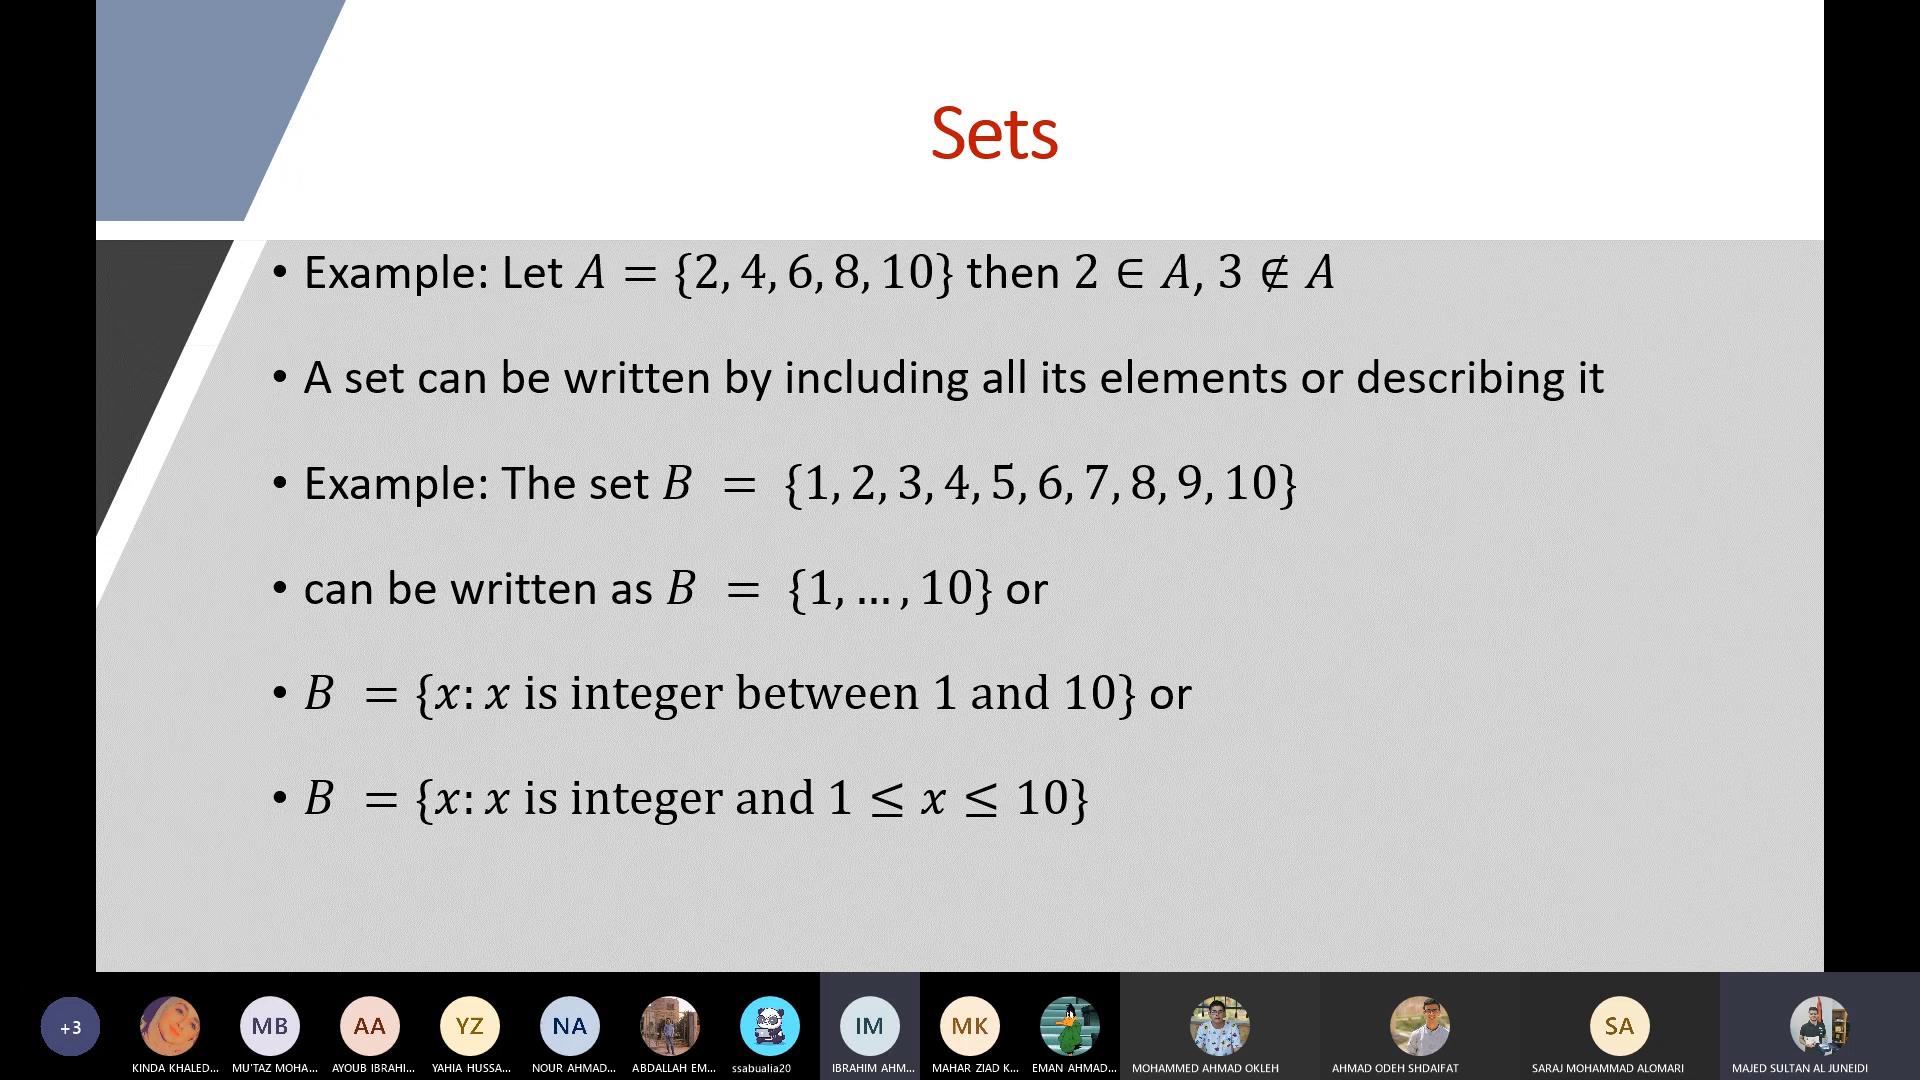 Sets
• Example: Let A = {2, 4, 6, 8, 10} then 2 ∈ A, 3 ∉ A
• A set can be written by including all its elements or describing it
• Example: The set B = {1, 2, 3, 4, 5, 6, 7, 8, 9, 10}
• can be written as B = {1, … , 10} or
• B = {x: x is integer between 1 and 10} or
• B = {x: x is integer and 1 ≤ x ≤ 10}
+3 MB AA YZ NA IM MK SA
KINDA KHALED... MU'TAZ MOHA... AYOUB IBRAHI... YAHIA HUSSA... NOUR AHMAD... ABDALLAH EM... ssabualia20 IBRAHIM AHM... MAHAR ZIAD K... EMAN AHMAD... MOHAMMED AHMAD OKLEH AHMAD ODEH SHDAIFAT SARAJ MOHAMMAD ALOMARI MAJED SULTAN AL JUNEIDI